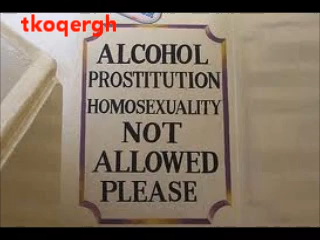 tkoqergh
ALCOHOL
PROSTITUTION
HOMOSEXUALITY
NOT
ALLOWED
PLEASE